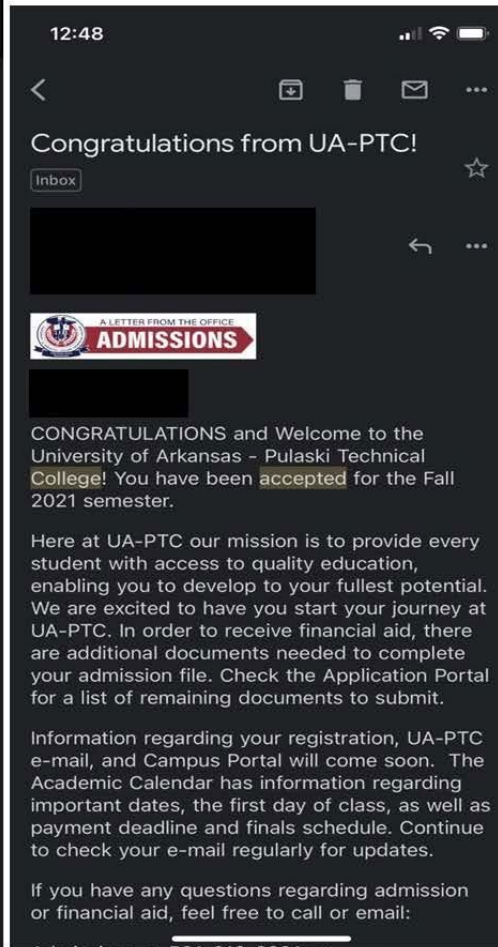 12:48
Congratulations from UA-PTC!
Inbox
A LETTER FROM THE OFFICE
ADMISSIONS
CONGRATULATIONS and Welcome to the
University of Arkansas - Pulaski Technical
College! You have been accepted for the Fall
2021 semester.
Here at UA-PTC our mission is to provide every
student with access to quality education,
enabling you to develop to your fullest potential.
We are excited to have you start your journey at
UA-PTC. In order to receive financial aid, there
are additional documents needed to complete
your admission file. Check the Application Portal
for a list of remaining documents to submit.
Information regarding your registration, UA-PTC
e-mail, and Campus Portal will come soon. The
Academic Calendar has information regarding
important dates, the first day of class, as well as
payment deadline and finals schedule. Continue
to check your e-mail regularly for updates.
If you have any questions regarding admission
or financial aid, feel free to call or email: